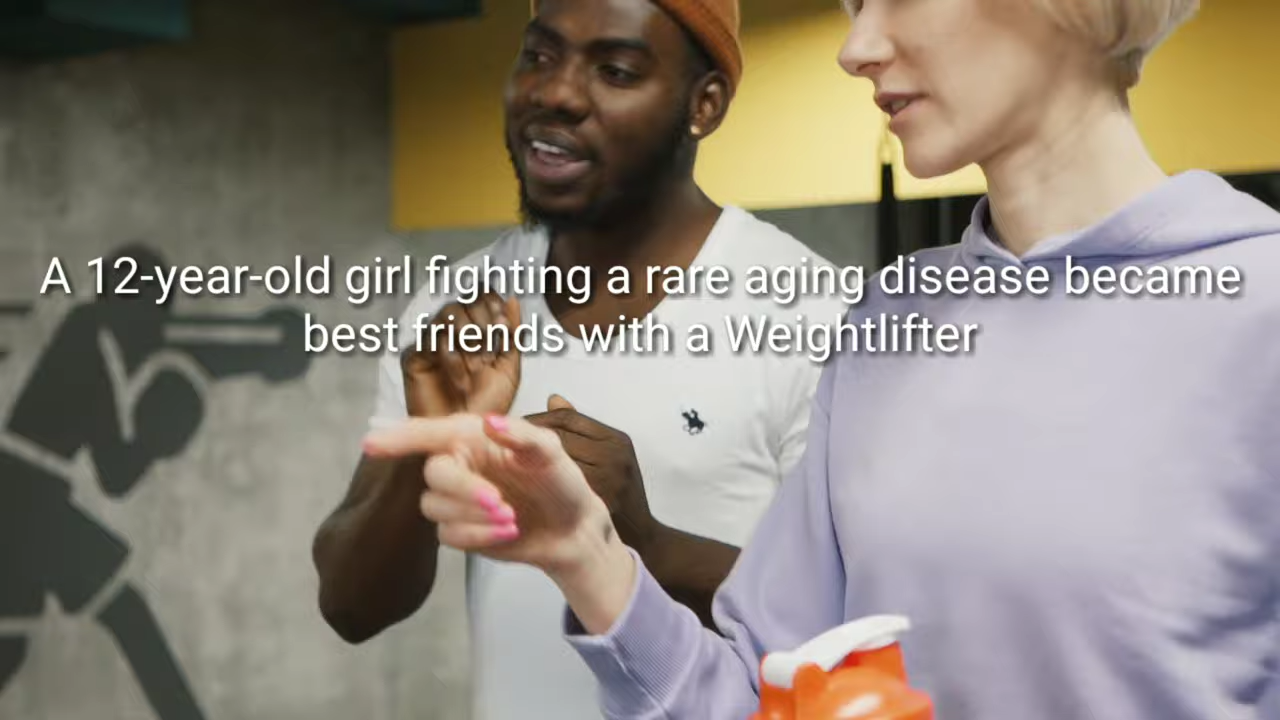 A 12-year-old girl fighting a rare aging disease became
best friends with a Weightlifter